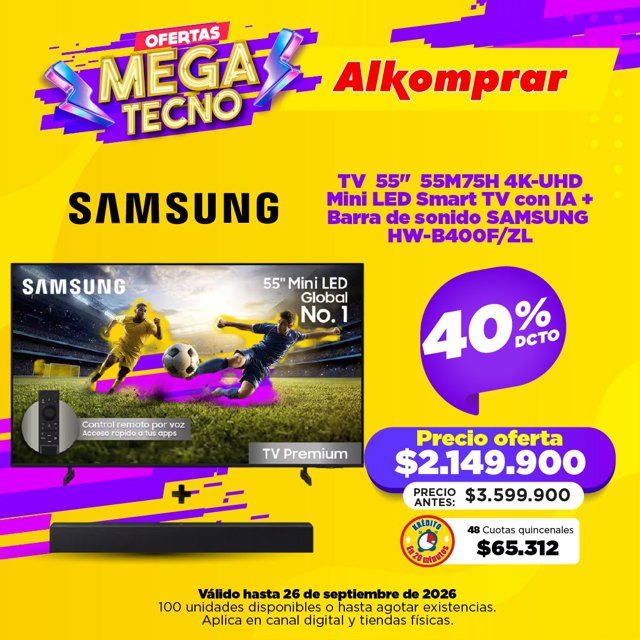 OFERTAS
MEGA
TECNO
Alkomprar
SAMSUNG
TV 55" 55M75H 4K-UHD
Mini LED Smart TV con IA +
Barra de sonido SAMSUNG
HW-B400F/ZL
SAMSUNG
55" Mini LED
Global
No. 1
Control remoto por voz
Acceso rápido a tus apps
TV Premium
+
40%
DCTO
Precio oferta
$2.149.900
PRECIO
ANTES: $3.599.900
KRÉDITO
En 20 minutos
48 Cuotas quincenales
$65.312
Válido hasta 26 de septiembre de 2026
100 unidades disponibles o hasta agotar existencias.
Aplica en canal digital y tiendas físicas.